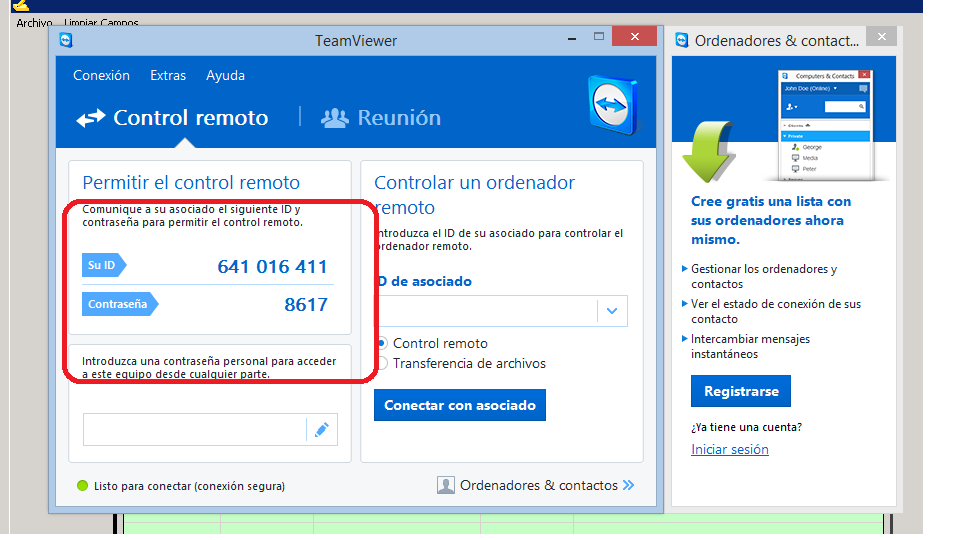 Archivo Limpiar Campos
TeamViewer
Conexión Extras Ayuda
Control remoto
Reunión
Permitir el control remoto
Comunique a su asociado el siguiente ID y
contraseña para permitir el control remoto.
Su ID 641 016 411
Contraseña 8617
Introduzca una contraseña personal para acceder
a este equipo desde cualquier parte.
Listo para conectar (conexión segura)
Controlar un ordenador
remoto
Introduzca el ID de su asociado para controlar el
ordenador remoto.
ID de asociado
Control remoto
Transferencia de archivos
Conectar con asociado
Ordenadores & contactos
Ordenadores & contact...
Computers & Contacts
John Doe (Online)
Private
George
Media
Peter
Cree gratis una lista con
sus ordenadores ahora
mismo.
Gestionar los ordenadores y
contactos
Ver el estado de conexión de sus
contacto
Intercambiar mensajes
instantáneos
Registrarse
¿Ya tiene una cuenta?
Iniciar sesión